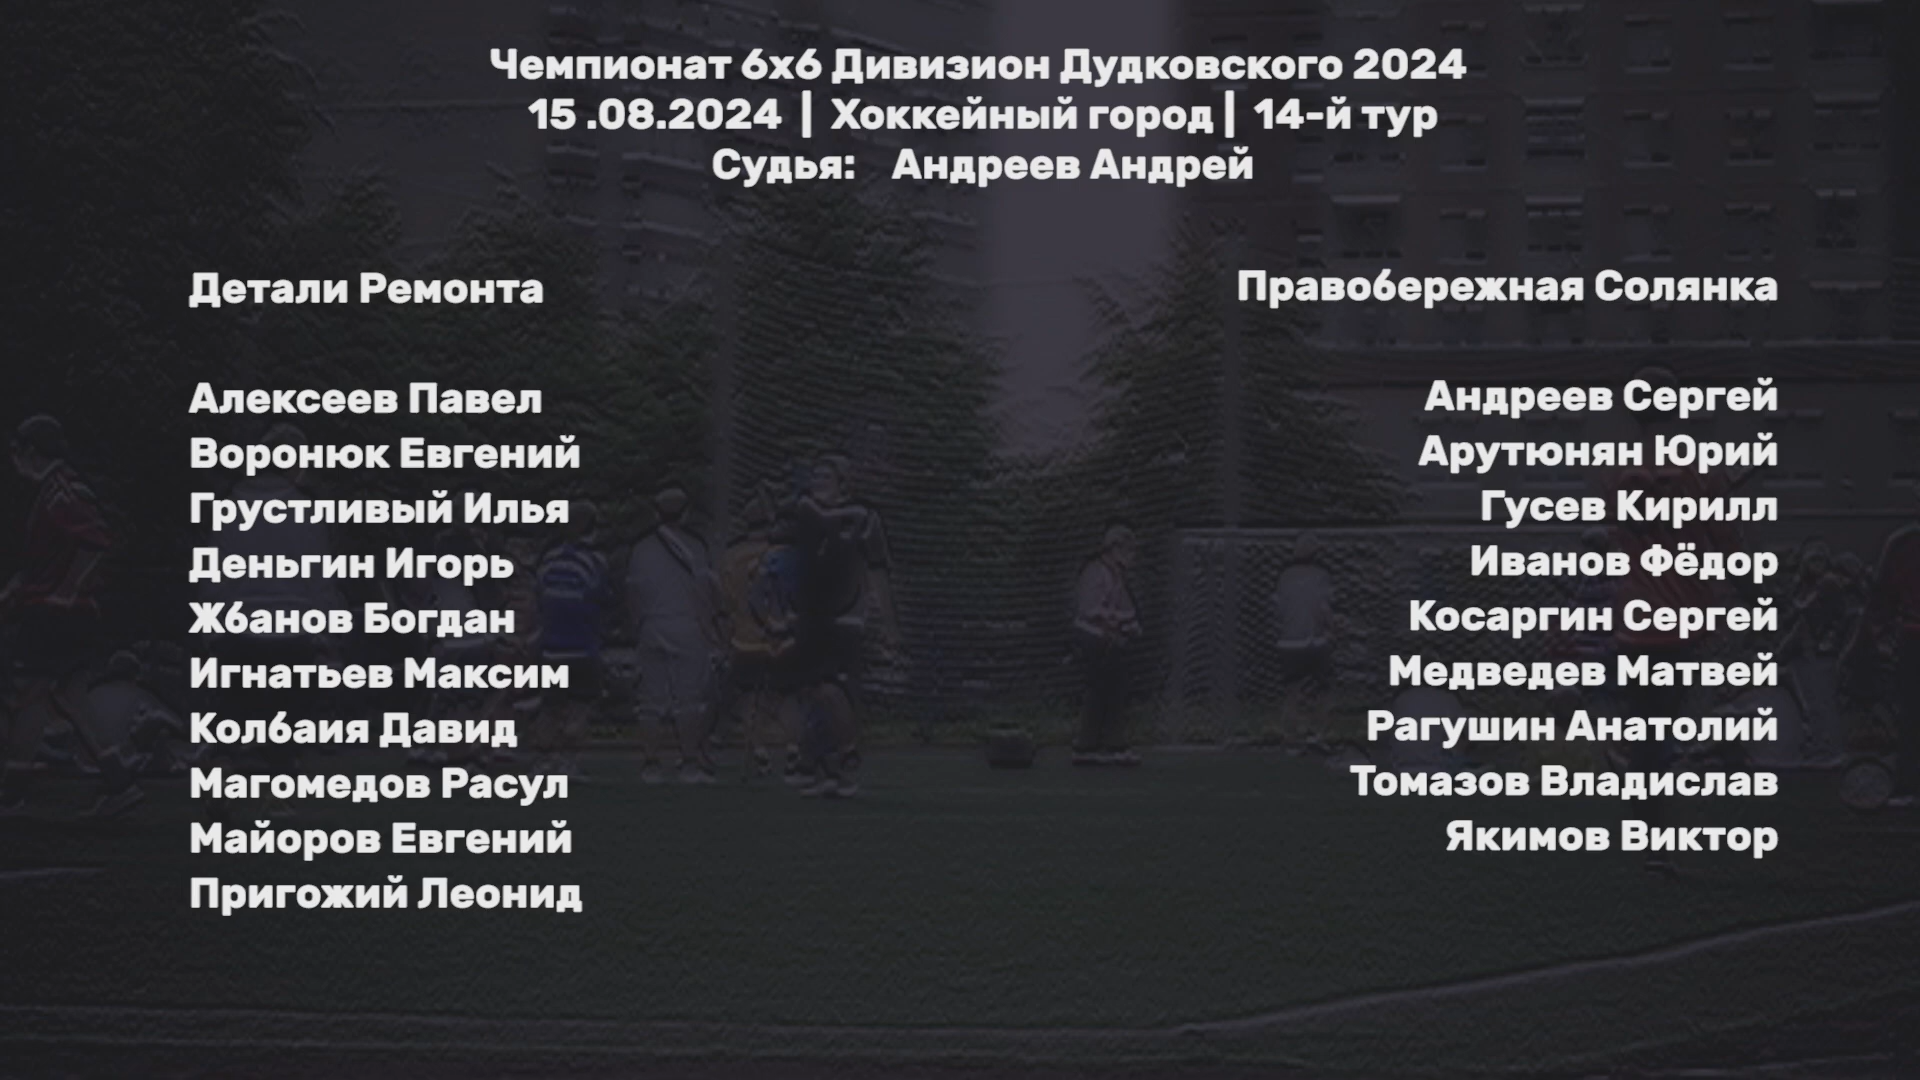 Чемпионат 6х6 Дивизион Дудковского 2024
15 .08.2024 | Хоккейный город | 14-й тур
Судья: Андреев Андрей
Детали Ремонта
Алексеев Павел
Воронюк Евгений
Грустливый Илья
Деньгин Игорь
Жбанов Богдан
Игнатьев Максим
Колбаия Давид
Магомедов Расул
Майоров Евгений
Пригожий Леонид
Правобережная Солянка
Андреев Сергей
Арутюнян Юрий
Гусев Кирилл
Иванов Фёдор
Косаргин Сергей
Медведев Матвей
Рагушин Анатолий
Томазов Владислав
Якимов Виктор